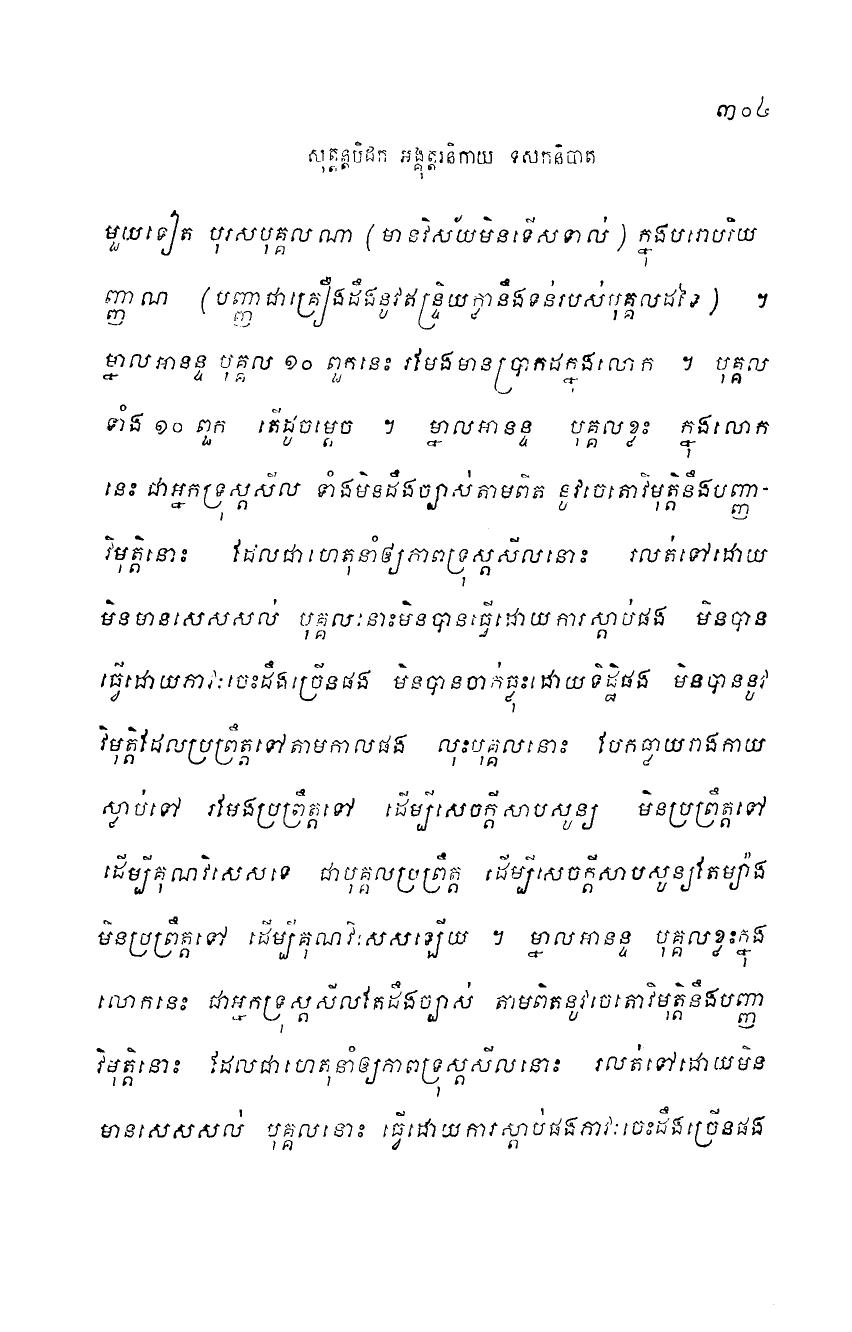 ៣០៤
សុត្តន្តបិដក អង្គុត្តរនិកាយ ទសកនិបាត
មួយទៀត បុរសបុគ្គលណា (មានវិស័យមិនទើសទាល់) ក្នុងបរោបរិយ
ញ្ញាណ (បញ្ញាជាគ្រឿងដឹងនូវឥន្ទ្រិយក្លានឹងទន់របស់បុគ្គលដទៃ) ។
ម្នាលអានន្ទ បុគ្គល ១០ ពួកនេះ រមែងមានប្រាកដក្នុងលោក ។ បុគ្គល
ទាំង ១០ ពួក តើដូចម្តេច ។ ម្នាលអានន្ទ បុគ្គលខ្លះ ក្នុងលោក
នេះ ជាអ្នកទ្រុស្តសីល ទាំងមិនដឹងច្បាស់តាមពិត នូវចេតោវិមុត្តិនឹងបញ្ញា-
វិមុត្តិនោះ ដែលជាហេតុនាំឲ្យភាពទ្រុស្តសីលនោះ រលត់ទៅដោយ
មិនមានសេសសល់ បុគ្គលនោះមិនបានធ្វើដោយការស្តាប់ផង មិនបាន
ធ្វើដោយភាវៈចេះដឹងច្រើនផង មិនបានចាក់ធ្លុះដោយទិដ្ឋិផង មិនបាននូវ
វិមុត្តិដែលប្រព្រឹត្តទៅតាមកាលផង លុះបុគ្គលនោះ បែកធ្លាយរាងកាយ
ស្លាប់ទៅ រមែងប្រព្រឹត្តទៅ ដើម្បីសេចក្តីសាបសូន្យ មិនប្រព្រឹត្តទៅ
ដើម្បីគុណវិសេសទេ ជាបុគ្គលប្រព្រឹត្ត ដើម្បីសេចក្តីសាបសូន្យតែម្យ៉ាង
មិនប្រព្រឹត្តទៅ ដើម្បីគុណវិសេសឡើយ ។ ម្នាលអានន្ទ បុគ្គលខ្លះក្នុង
លោកនេះ ជាអ្នកទ្រុស្តសីលតែដឹងច្បាស់ តាមពិតនូវចេតោវិមុត្តិនឹងបញ្ញា
វិមុត្តិនោះ ដែលជាហេតុនាំឲ្យភាពទ្រុស្តសីលនោះ រលត់ទៅដោយមិន
មានសេសសល់ បុគ្គលនោះ ធ្វើដោយការស្តាប់ផងភាវៈចេះដឹងច្រើនផង